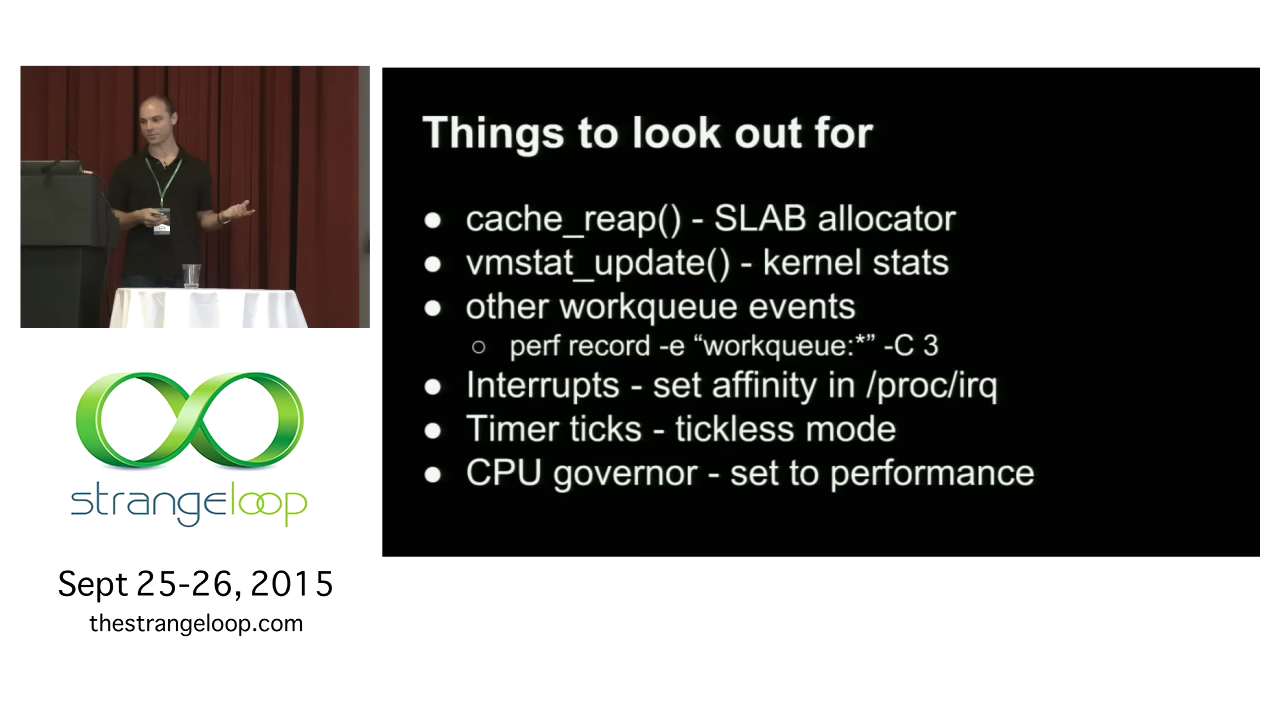 Things to look out for
● cache_reap() - SLAB allocator
● vmstat_update() - kernel stats
● other workqueue events
○ perf record -e “workqueue:*” -C 3
● Interrupts - set affinity in /proc/irq
● Timer ticks - tickless mode
● CPU governor - set to performance
strangeloop
Sept 25-26, 2015
thestrangeloop.com